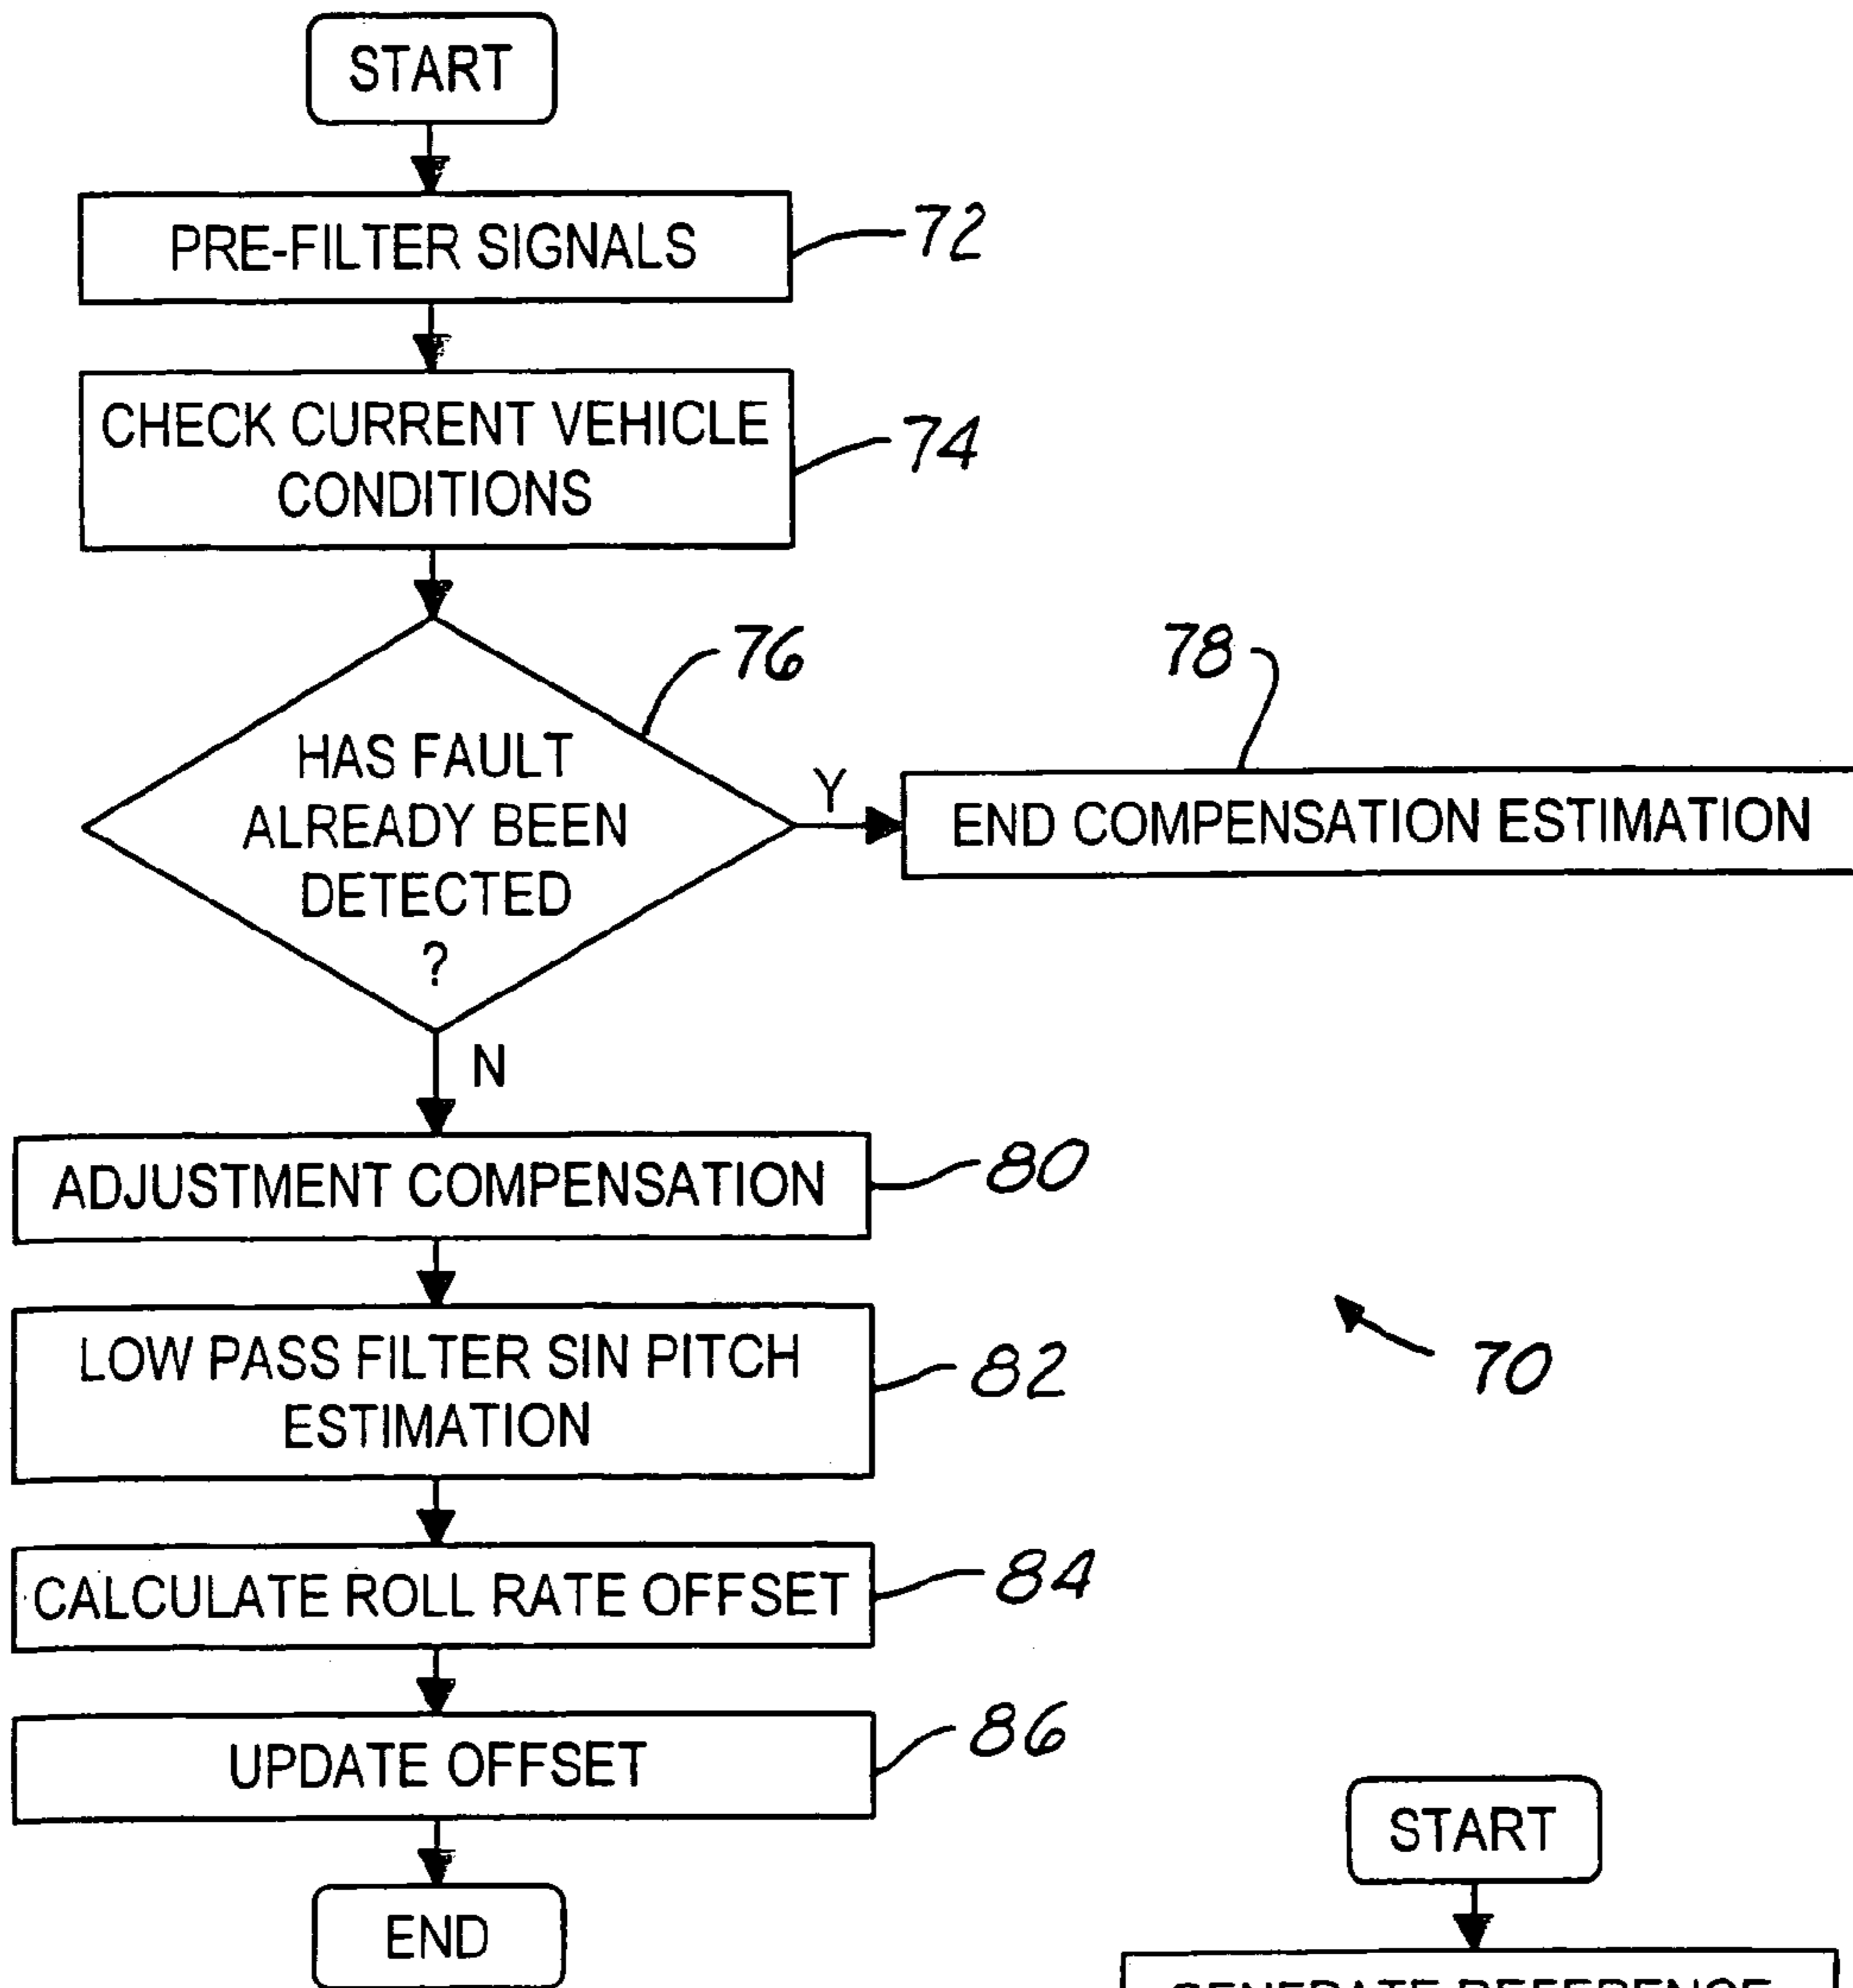 START
PRE-FILTER SIGNALS
72
CHECK CURRENT VEHICLE
CONDITIONS
74
HAS FAULT
ALREADY BEEN
DETECTED
?
76
Y
78
END COMPENSATION ESTIMATION
N
ADJUSTMENT COMPENSATION
80
LOW PASS FILTER SIN PITCH
ESTIMATION
82
70
CALCULATE ROLL RATE OFFSET
84
UPDATE OFFSET
86
END
START
GENERATE REFERENCE